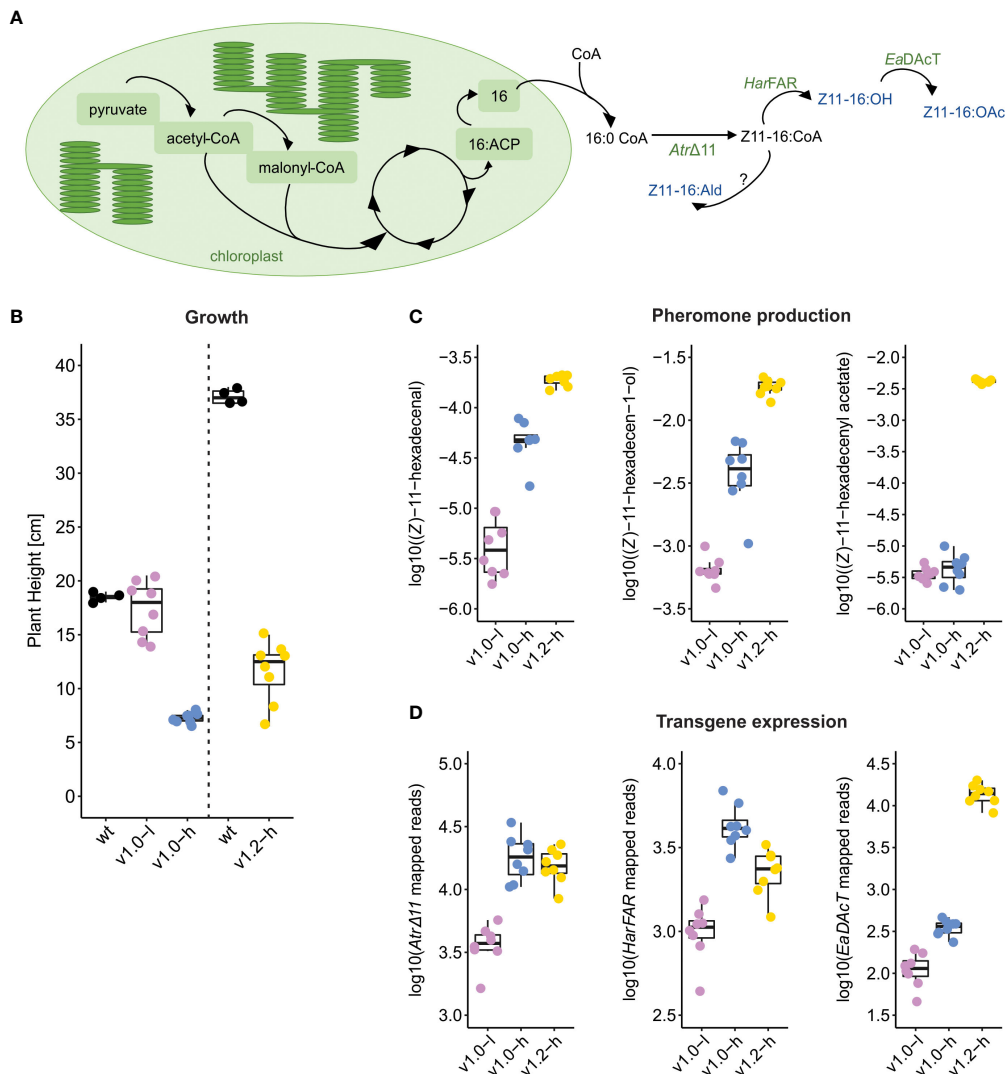 A
pyruvate
acetyl-CoA
malonyl-CoA
16:ACP
16
chloroplast
CoA
16:0 CoA
AtrΔ11
Z11-16:CoA
HarFAR
Z11-16:OH
EaDAcT
Z11-16:OAc
?
Z11-16:Ald
B
Growth
Plant Height [cm]
40
35
30
25
20
15
10
5
0
wt
v1.0−l
v1.0−h
wt
v1.2−h
C
Pheromone production
log10((Z)−11−hexadecenal)
−3.5
−4.0
−4.5
−5.0
−5.5
−6.0
v1.0−l
v1.0−h
v1.2−h
log10((Z)−11−hexadecen−1−ol)
−1.5
−2.0
−2.5
−3.0
−3.5
v1.0−l
v1.0−h
v1.2−h
log10((Z)−11−hexadecenyl acetate)
−2.0
−2.5
−3.0
−3.5
−4.0
−4.5
−5.0
−5.5
−6.0
v1.0−l
v1.0−h
v1.2−h
D
Transgene expression
log10(AtrΔ11 mapped reads)
5.0
4.5
4.0
3.5
3.0
v1.0−l
v1.0−h
v1.2−h
log10(HarFAR mapped reads)
4.0
3.5
3.0
2.5
v1.0−l
v1.0−h
v1.2−h
log10(EaDAcT mapped reads)
4.5
4.0
3.5
3.0
2.5
2.0
1.5
v1.0−l
v1.0−h
v1.2−h